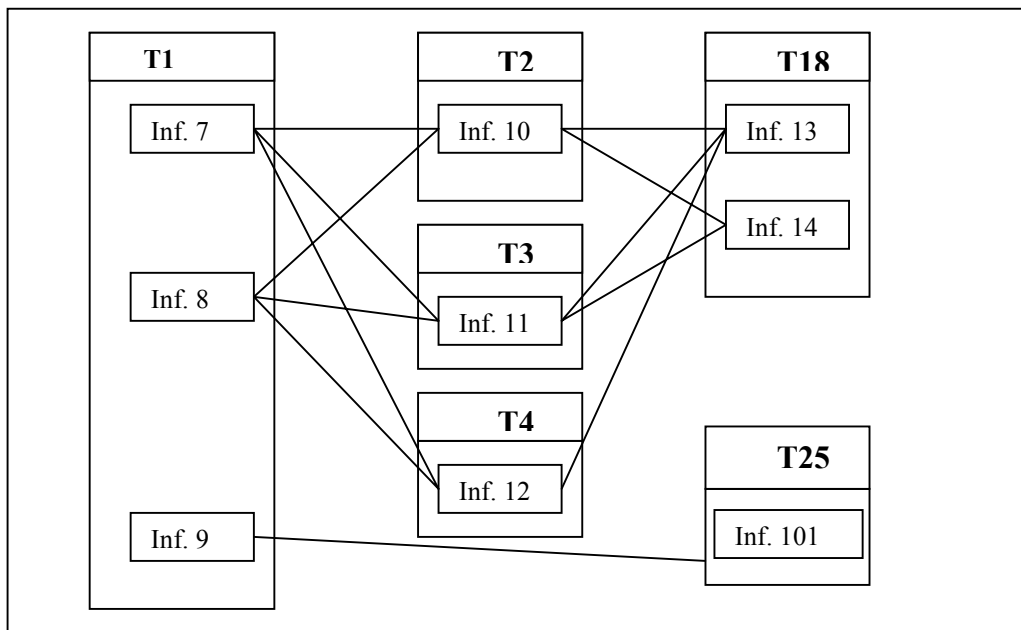 T1
Inf. 7
Inf. 8
Inf. 9
T2
Inf. 10
T3
Inf. 11
T4
Inf. 12
T18
Inf. 13
Inf. 14
T25
Inf. 101